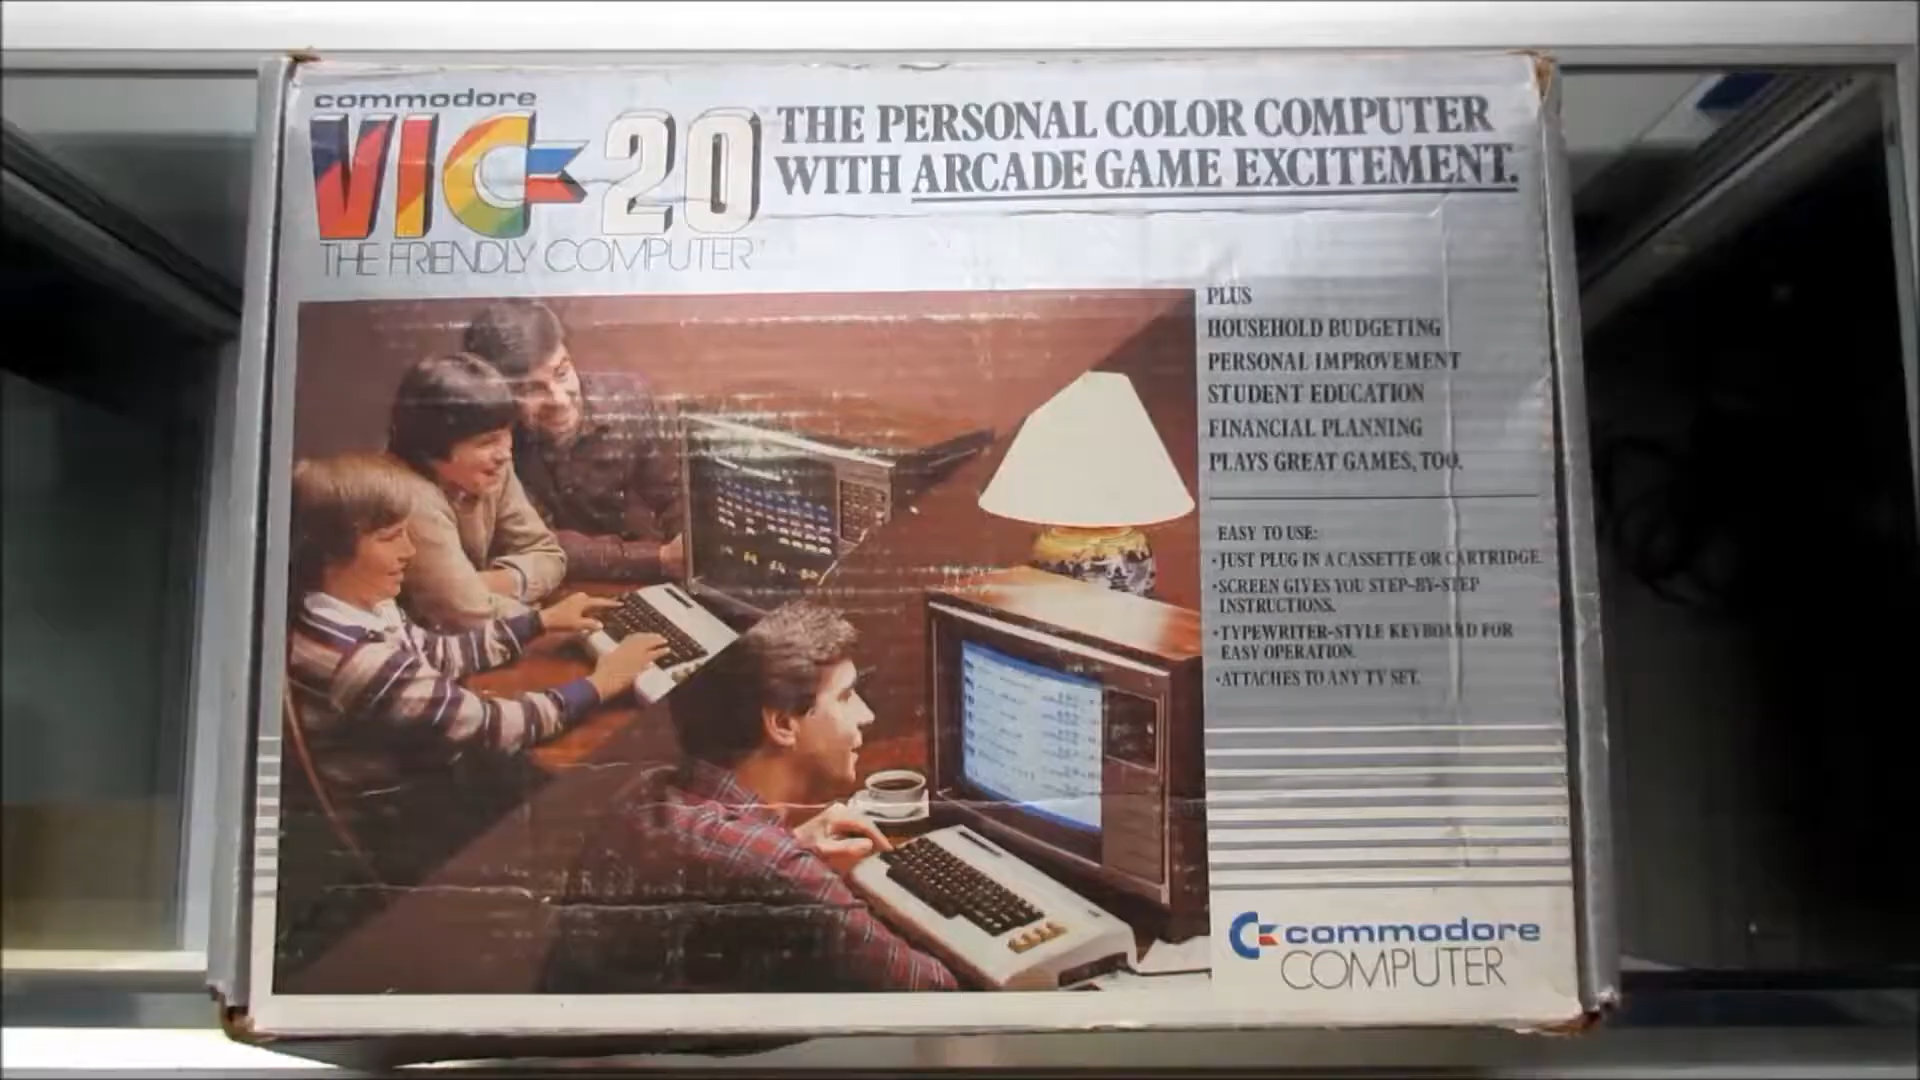 commodore
VIC-20
THE FRIENDLY COMPUTER
THE PERSONAL COLOR COMPUTER
WITH ARCADE GAME EXCITEMENT.
PLUS
HOUSEHOLD BUDGETING
PERSONAL IMPROVEMENT
STUDENT EDUCATION
FINANCIAL PLANNING
PLAYS GREAT GAMES, TOO.
EASY TO USE:
•JUST PLUG IN A CASSETTE OR CARTRIDGE.
•SCREEN GIVES YOU STEP-BY-STEP
INSTRUCTIONS.
•TYPEWRITER-STYLE KEYBOARD FOR
EASY OPERATION.
•ATTACHES TO ANY TV SET.
commodore
COMPUTER